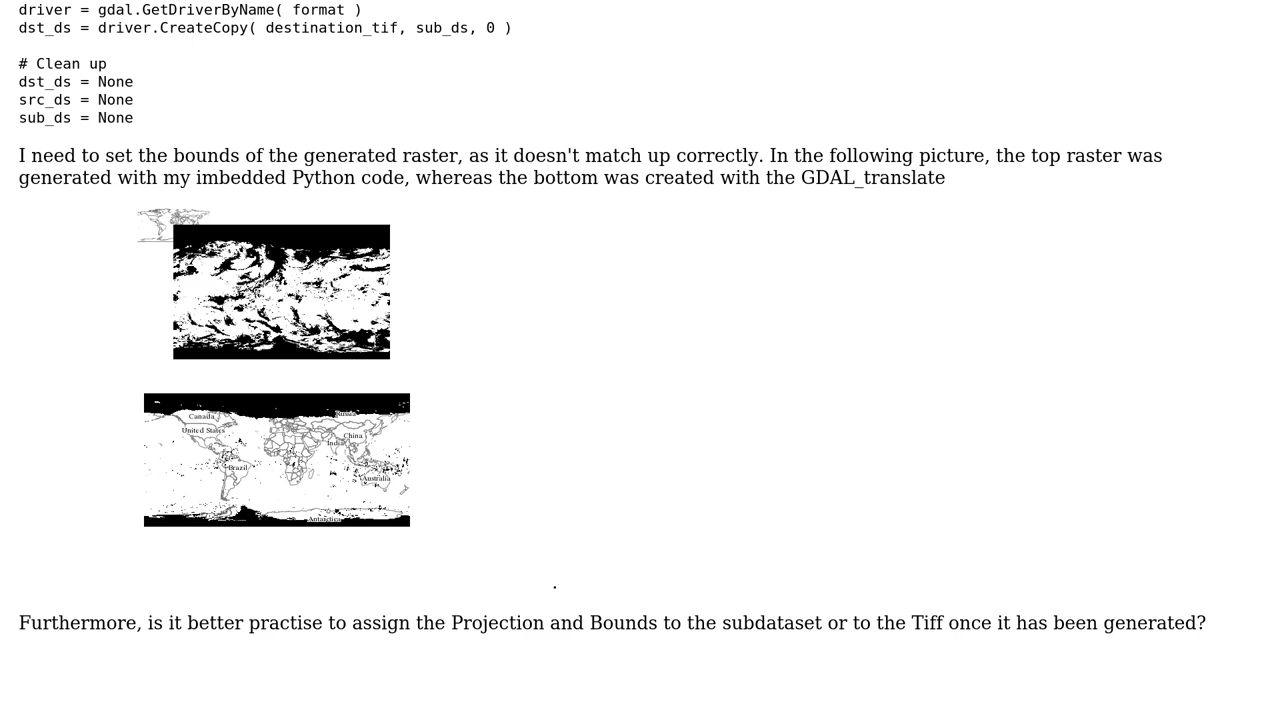 driver = gdal.GetDriverByName( format )
dst_ds = driver.CreateCopy( destination_tif, sub_ds, 0 )
# Clean up
dst_ds = None
src_ds = None
sub_ds = None
I need to set the bounds of the generated raster, as it doesn't match up correctly. In the following picture, the top raster was
generated with my imbedded Python code, whereas the bottom was created with the GDAL_translate
Canada
Russia
United States
China
India
Brazil
Australia
Antarctica
.
Furthermore, is it better practise to assign the Projection and Bounds to the subdataset or to the Tiff once it has been generated?